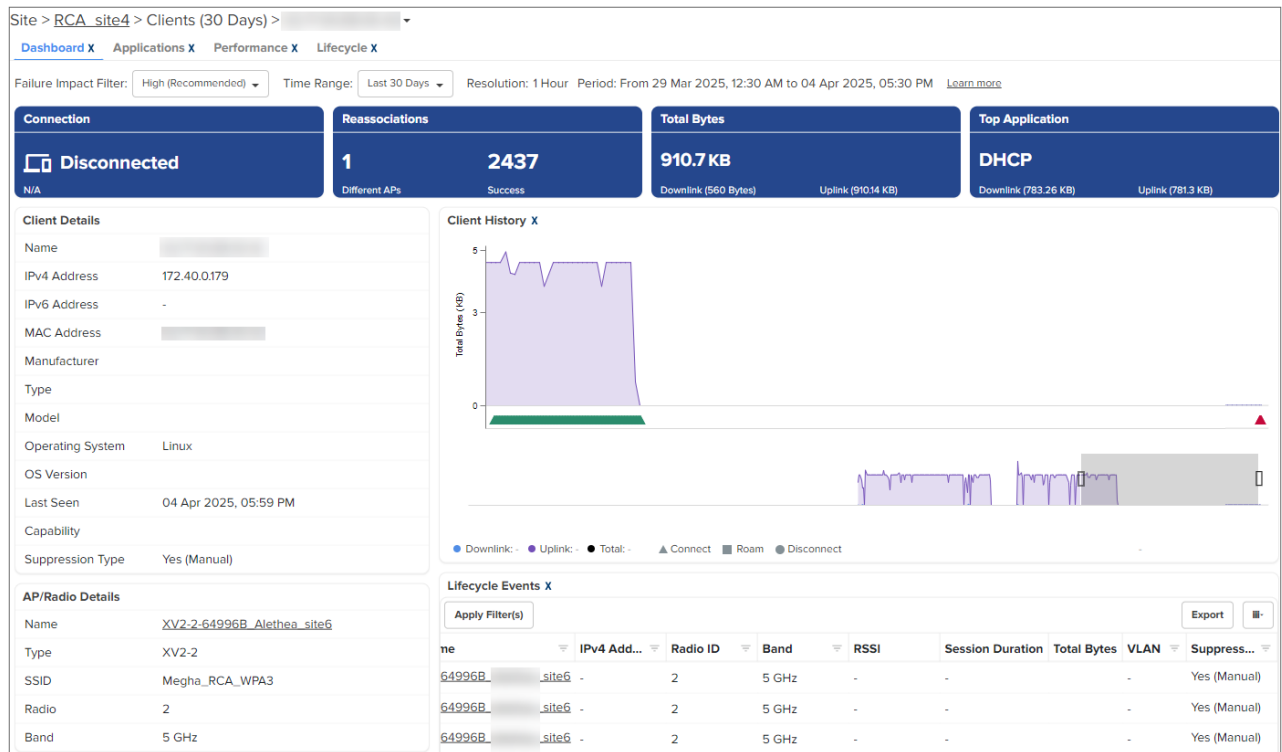 Site > RCA_site4 > Clients (30 Days) >
Dashboard X Applications X Performance X Lifecycle X
Failure Impact Filter: High (Recommended) Time Range: Last 30 Days Resolution: 1 Hour Period: From 29 Mar 2025, 12:30 AM to 04 Apr 2025, 05:30 PM Learn more
Connection
Disconnected
N/A
Reassociations
1 2437
Different APs Success
Total Bytes
910.7 KB
Downlink (560 Bytes) Uplink (910.14 KB)
Top Application
DHCP
Downlink (783.26 KB) Uplink (781.3 KB)
Client Details
Name
IPv4 Address 172.40.0.179
IPv6 Address -
MAC Address
Manufacturer
Type
Model
Operating System Linux
OS Version
Last Seen 04 Apr 2025, 05:59 PM
Capability
Suppression Type Yes (Manual)
AP/Radio Details
Name XV2-2-64996B_Alethea_site6
Type XV2-2
SSID Megha_RCA_WPA3
Radio 2
Band 5 GHz
Client History X
Total Bytes (KB)
5
3
0
Downlink: - Uplink: - Total: - Connect Roam Disconnect -
Lifecycle Events X
Apply Filter(s) Export
me IPv4 Add... Radio ID Band RSSI Session Duration Total Bytes VLAN Suppress...
64996B_ _site6 - 2 5 GHz - - - Yes (Manual)
64996B_ _site6 - 2 5 GHz - - - Yes (Manual)
64996B_ _site6 - 2 5 GHz - - - Yes (Manual)